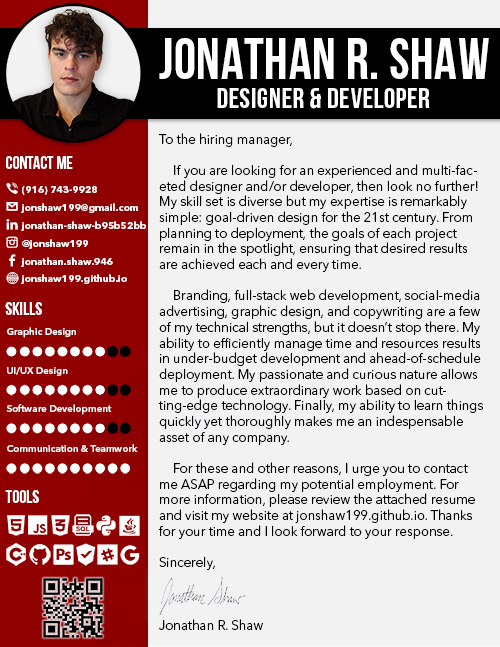 JONATHAN R. SHAW
DESIGNER & DEVELOPER
CONTACT ME
(916) 743-9928
jonshaw199@gmail.com
jonathan-shaw-b95b52bb
@jonshaw199
jonathan.shaw.946
jonshaw199.github.io
SKILLS
Graphic Design
UI/UX Design
Software Development
Communication & Teamwork
TOOLS
JS
SQL
Ps
G
To the hiring manager,
If you are looking for an experienced and multi-fac-
eted designer and/or developer, then look no further!
My skill set is diverse but my expertise is remarkably
simple: goal-driven design for the 21st century. From
planning to deployment, the goals of each project
remain in the spotlight, ensuring that desired results
are achieved each and every time.
Branding, full-stack web development, social-media
advertising, graphic design, and copywriting are a few
of my technical strengths, but it doesn't stop there. My
ability to efficiently manage time and resources results
in under-budget development and ahead-of-schedule
deployment. My passionate and curious nature allows
me to produce extraordinary work based on cut-
ting-edge technology. Finally, my ability to learn things
quickly yet thoroughly makes me an indespensable
asset of any company.
For these and other reasons, I urge you to contact
me ASAP regarding my potential employment. For
more information, please review the attached resume
and visit my website at jonshaw199.github.io. Thanks
for your time and I look forward to your response.
Sincerely,
Jonathan Shaw
Jonathan R. Shaw